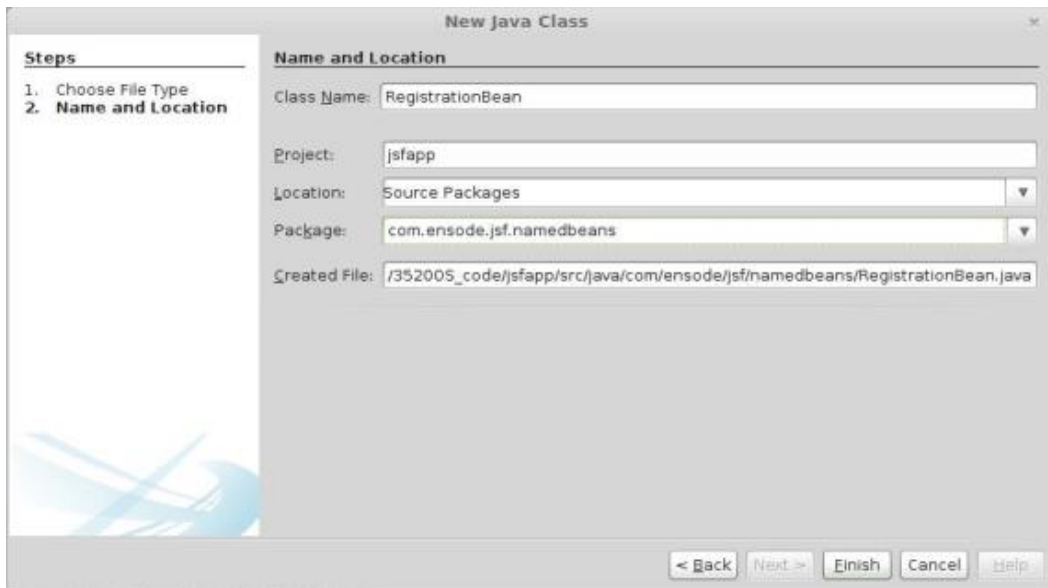 New Java Class
Steps
1. Choose File Type
2. Name and Location
Name and Location
Class Name: RegistrationBean
Project: jsfapp
Location: Source Packages
Package: com.ensode.jsf.namedbeans
Created File: /3520OS_code/jsfapp/src/java/com/ensode/jsf/namedbeans/RegistrationBean.java
< Back Next > Finish Cancel Help